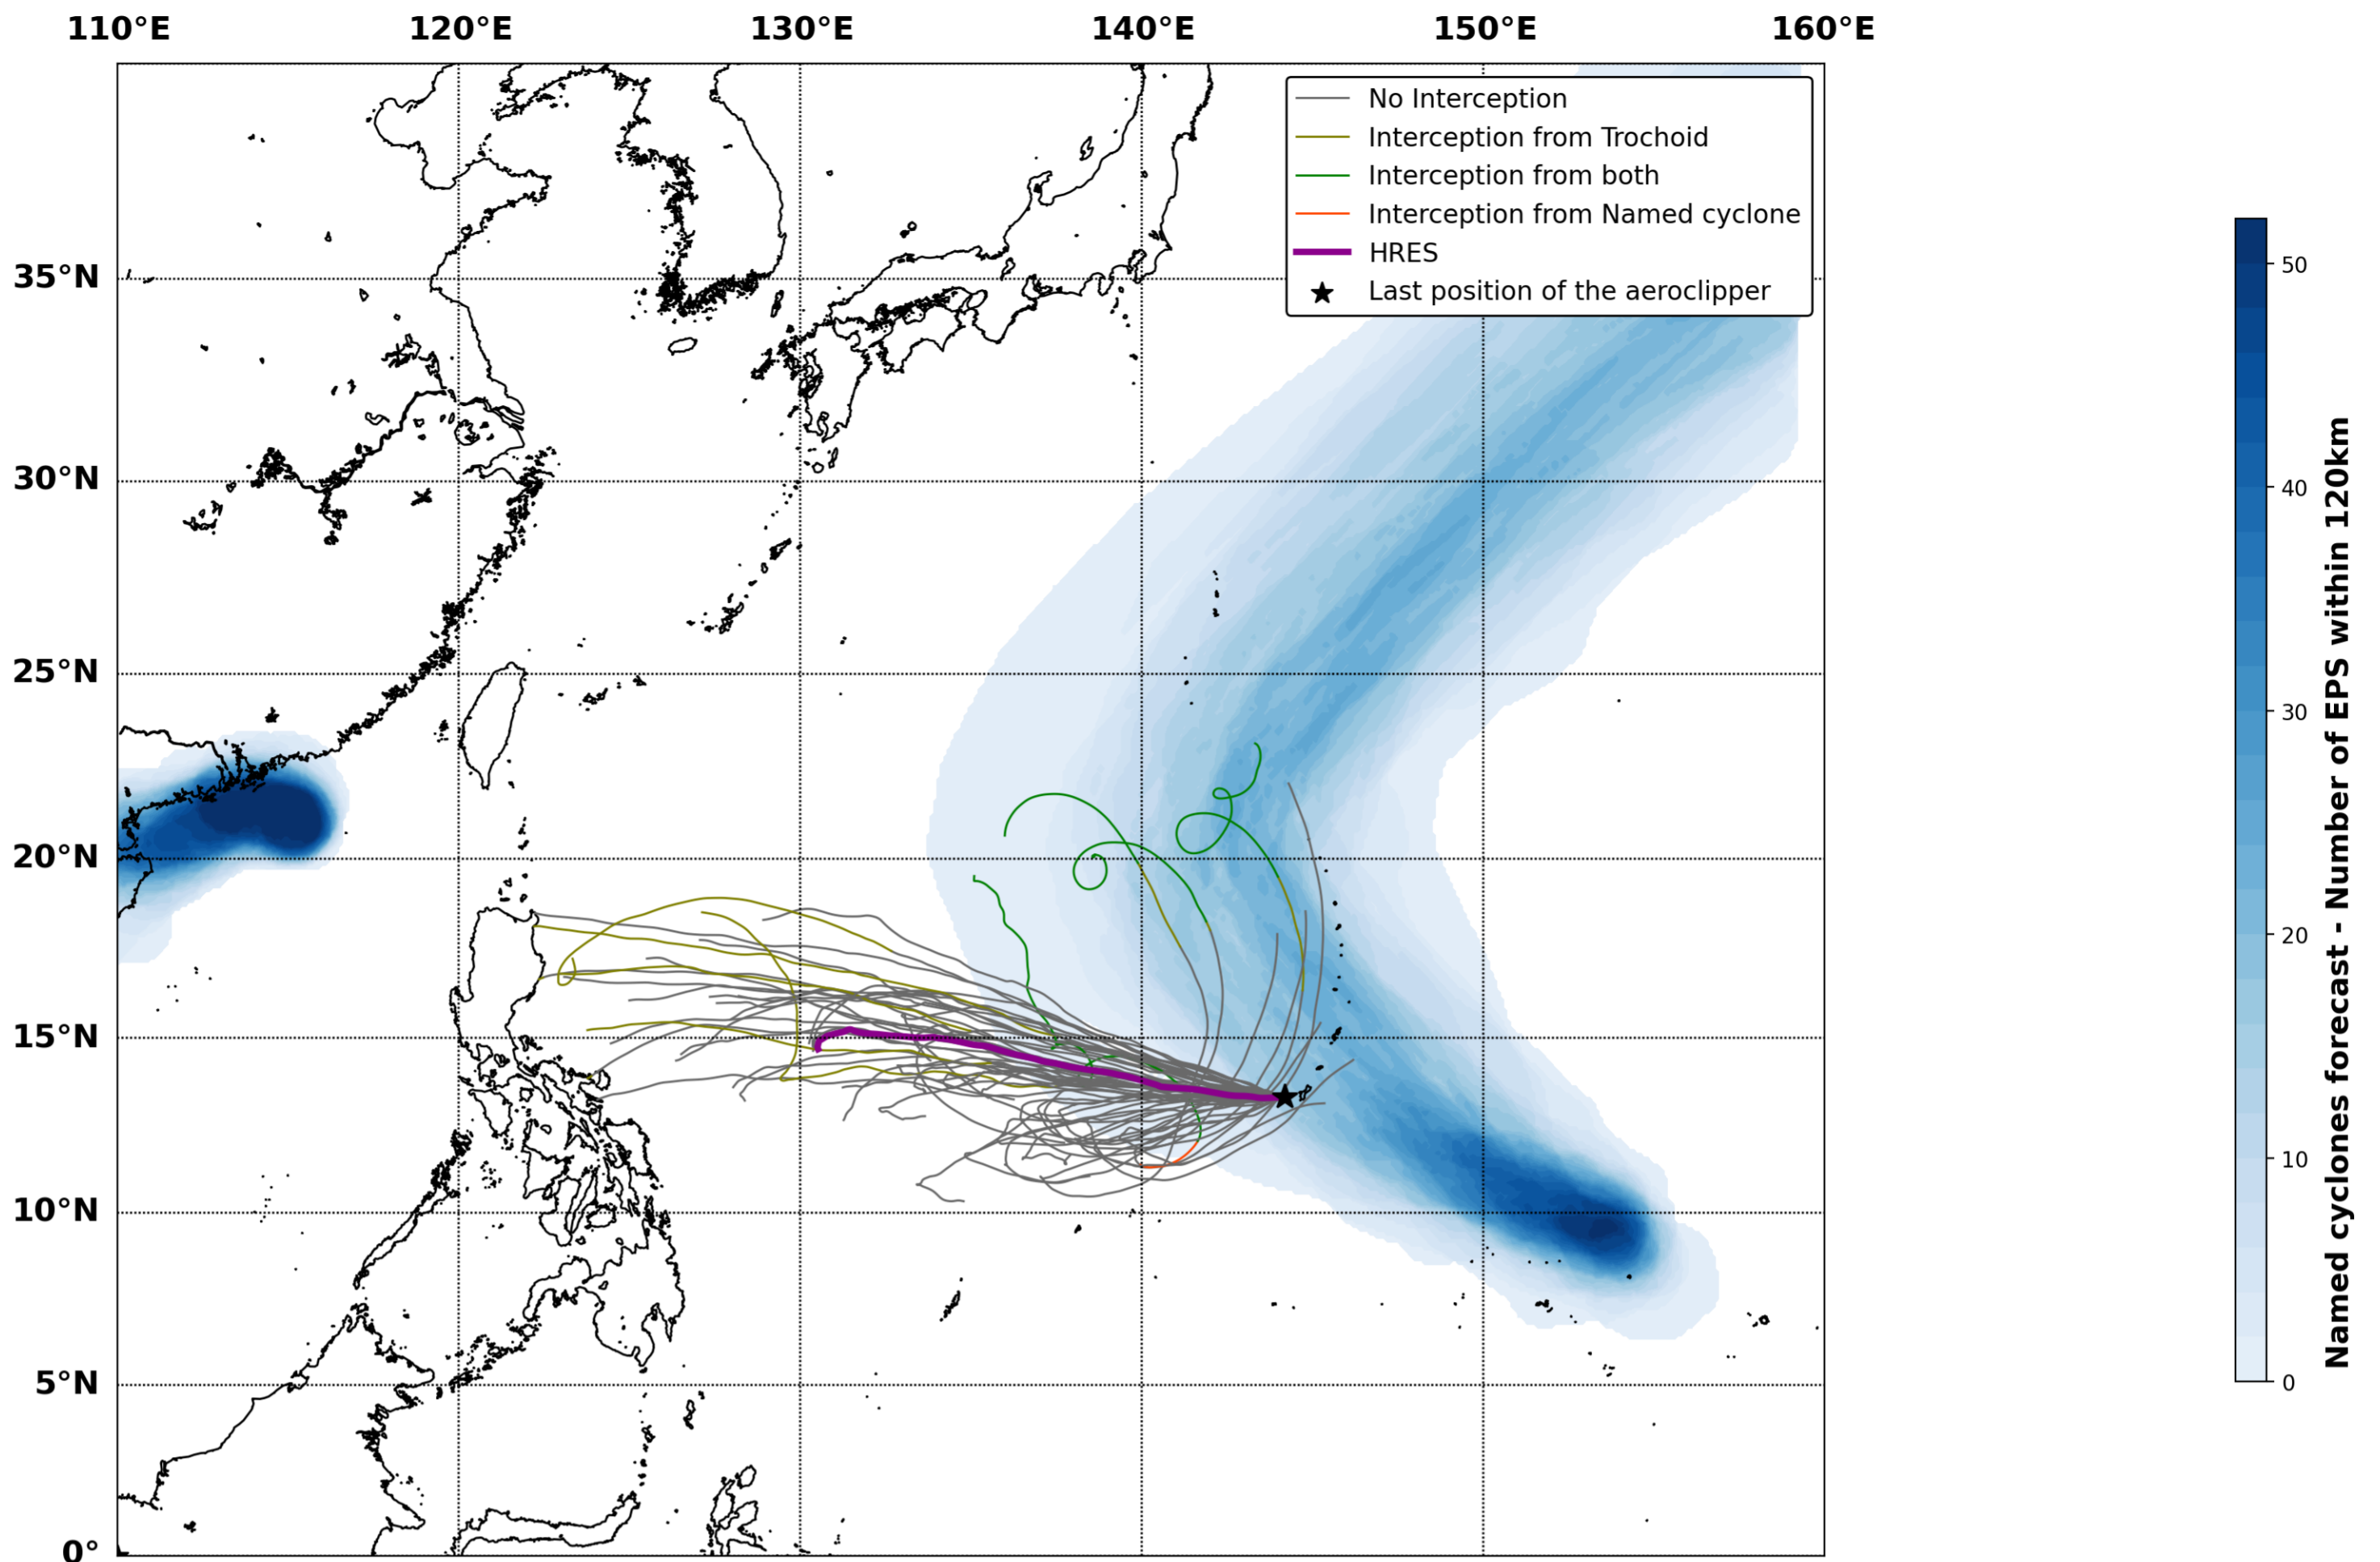 110°E 120°E 130°E 140°E 150°E 160°E
No Interception
Interception from Trochoid
Interception from both
Interception from Named cyclone
HRES
Last position of the aeroclipper
35°N
30°N
25°N
20°N
15°N
10°N
5°N
0°
50
40
30
20
10
0
Named cyclones forecast - Number of EPS within 120km